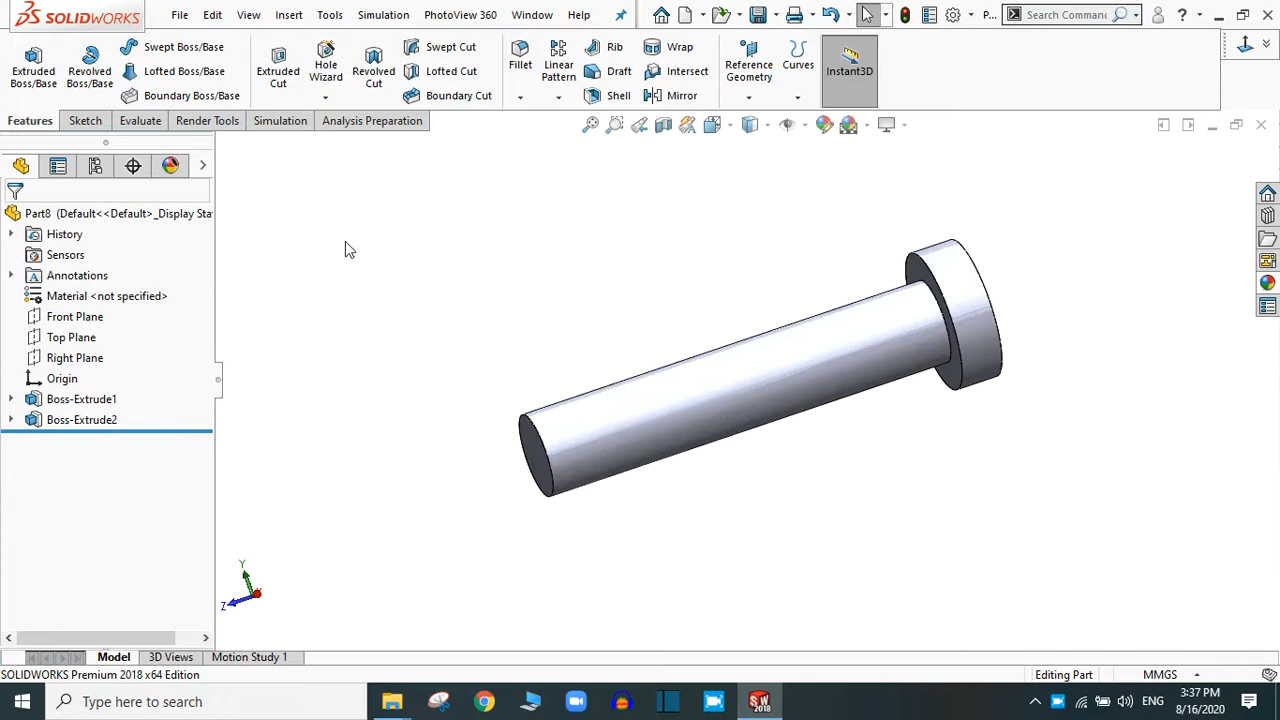 SOLIDWORKS File Edit View Insert Tools Simulation PhotoView 360 Window Help P... Search Commanc ?
Extruded Boss/Base
Revolved Boss/Base
Swept Boss/Base
Lofted Boss/Base
Boundary Boss/Base
Extruded Cut
Hole Wizard
Revolved Cut
Swept Cut
Lofted Cut
Boundary Cut
Fillet
Linear Pattern
Rib
Draft
Shell
Wrap
Intersect
Mirror
Reference Geometry
Curves
Instant3D
Features Sketch Evaluate Render Tools Simulation Analysis Preparation
Part8 (Default<<Default>_Display Sta
History
Sensors
A Annotations
Material <not specified>
Front Plane
Top Plane
Right Plane
Origin
Boss-Extrude1
Boss-Extrude2
Y
Z
Model 3D Views Motion Study 1
SOLIDWORKS Premium 2018 x64 Edition Editing Part MMGS
Type here to search SW 2018 ENG 3:37 PM
8/16/2020